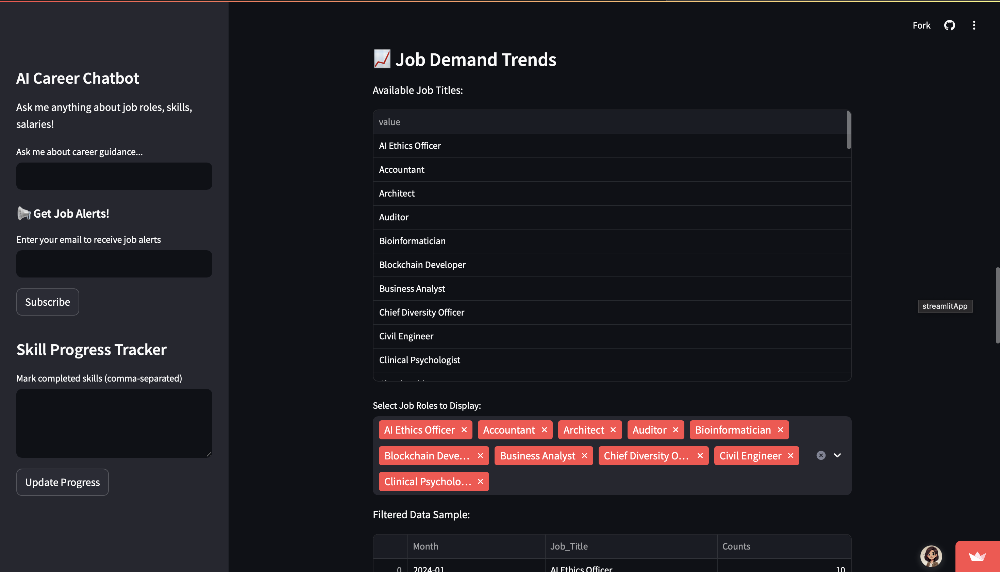 Fork
AI Career Chatbot
Ask me anything about job roles, skills,
salaries!
Ask me about career guidance...
Get Job Alerts!
Enter your email to receive job alerts
Subscribe
Skill Progress Tracker
Mark completed skills (comma-separated)
Update Progress
Job Demand Trends
Available Job Titles:
value
AI Ethics Officer
Accountant
Architect
Auditor
Bioinformatician
Blockchain Developer
Business Analyst
Chief Diversity Officer
Civil Engineer
Clinical Psychologist
streamlitApp
Select Job Roles to Display:
AI Ethics Officer Accountant Architect Auditor Bioinformatician
Blockchain Deve... Business Analyst Chief Diversity O... Civil Engineer
Clinical Psycholo...
Filtered Data Sample:
Month Job_Title Counts
0 2024-01 AI Ethics Officer 10